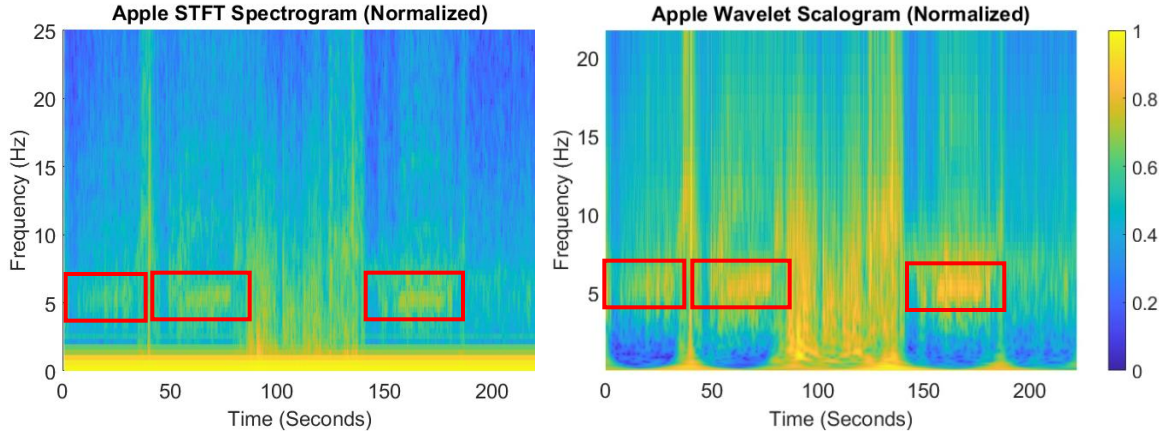 Apple STFT Spectrogram (Normalized)
25
20
15
10
5
0
Frequency (Hz)
0 50 100 150 200
Time (Seconds)
Apple Wavelet Scalogram (Normalized)
20
15
10
5
Frequency (Hz)
0 50 100 150 200
Time (Seconds)
1
0.8
0.6
0.4
0.2
0